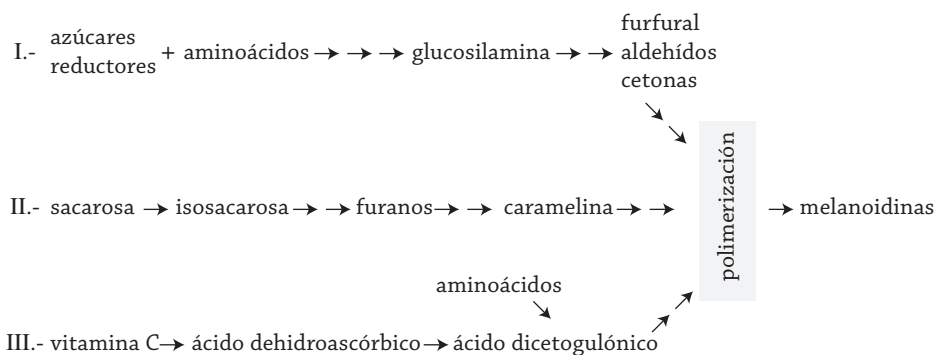 I.- azúcares reductores + aminoácidos → → → glucosilamina → → furfural
aldehídos
cetonas
polimerización
II.- sacarosa → isosacarosa → → furanos → → caramelina → → → melanoidinas
aminoácidos
III.- vitamina C → ácido dehidroascórbico → ácido dicetogulónico